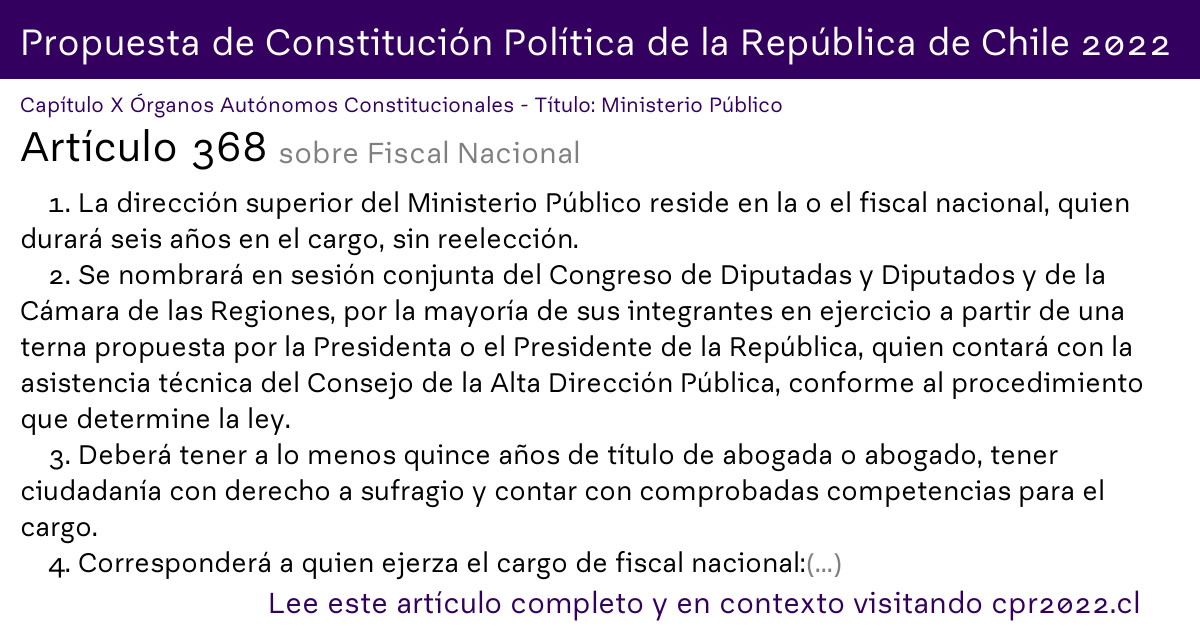 Propuesta de Constitución Política de la República de Chile 2022
Capítulo X Órganos Autónomos Constitucionales - Título: Ministerio Público
Artículo 368 sobre Fiscal Nacional
1. La dirección superior del Ministerio Público reside en la o el fiscal nacional, quien
durará seis años en el cargo, sin reelección.
2. Se nombrará en sesión conjunta del Congreso de Diputadas y Diputados y de la
Cámara de las Regiones, por la mayoría de sus integrantes en ejercicio a partir de una
terna propuesta por la Presidenta o el Presidente de la República, quien contará con la
asistencia técnica del Consejo de la Alta Dirección Pública, conforme al procedimiento
que determine la ley.
3. Deberá tener a lo menos quince años de título de abogada o abogado, tener
ciudadanía con derecho a sufragio y contar con comprobadas competencias para el
cargo.
4. Corresponderá a quien ejerza el cargo de fiscal nacional:(...)
Lee este artículo completo y en contexto visitando cpr2022.cl